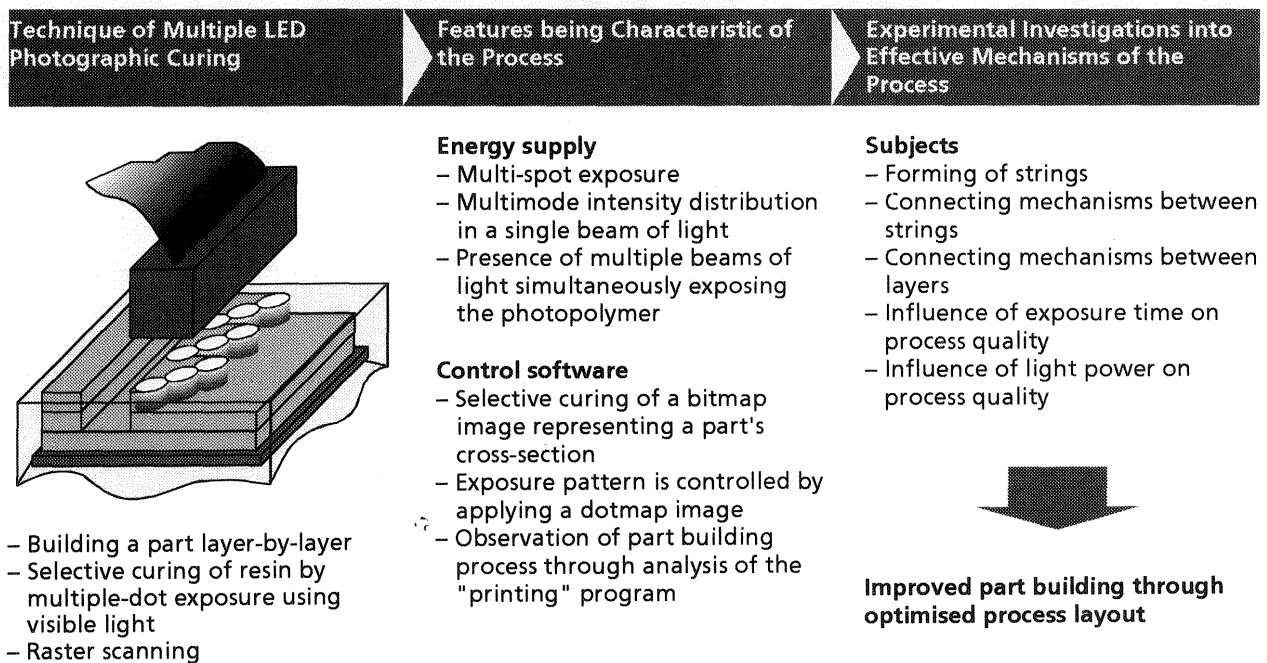 Technique of Multiple LED
Photographic Curing
Features being Characteristic of
the Process
Experimental Investigations into
Effective Mechanisms of the
Process
– Building a part layer-by-layer
– Selective curing of resin by
multiple-dot exposure using
visible light
– Raster scanning
Energy supply
– Multi-spot exposure
– Multimode intensity distribution
in a single beam of light
– Presence of multiple beams of
light simultaneously exposing
the photopolymer
Control software
– Selective curing of a bitmap
image representing a part's
cross-section
– Exposure pattern is controlled by
applying a dotmap image
– Observation of part building
process through analysis of the
"printing" program
Subjects
– Forming of strings
– Connecting mechanisms between
strings
– Connecting mechanisms between
layers
– Influence of exposure time on
process quality
– Influence of light power on
process quality
Improved part building through
optimised process layout